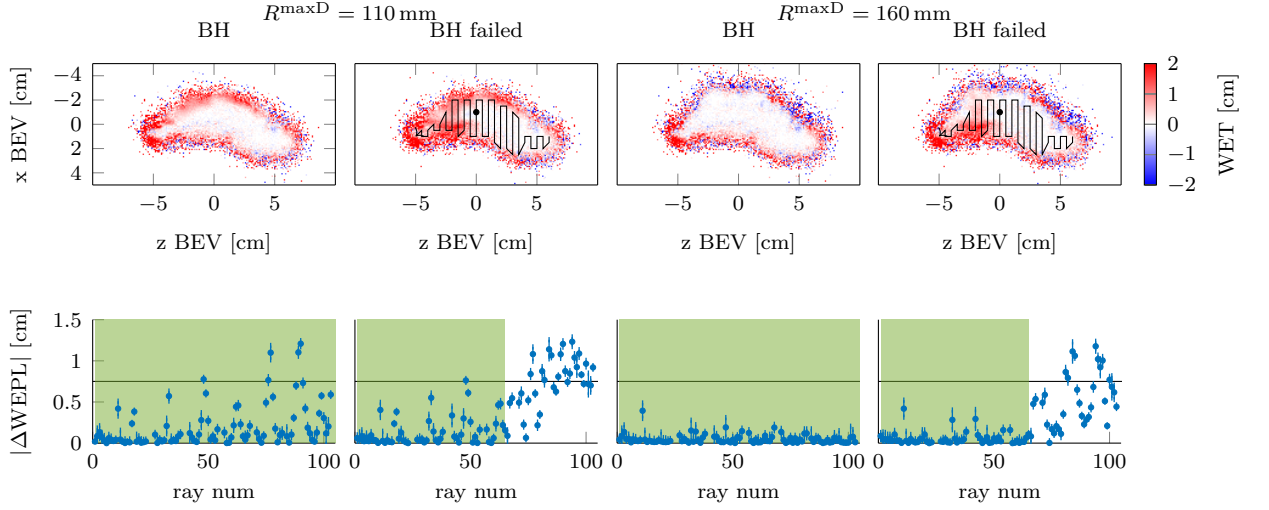 R^maxD = 110 mm R^maxD = 160 mm
BH BH failed BH BH failed
x BEV [cm] −4 −2 0 2 4
2 1 0 −1 −2 WET [cm]
−5 0 5 −5 0 5 −5 0 5 −5 0 5
z BEV [cm] z BEV [cm] z BEV [cm] z BEV [cm]
|ΔWEPL| [cm] 1.5 1 0.5 0
0 50 100 0 50 100 0 50 100 0 50 100
ray num ray num ray num ray num